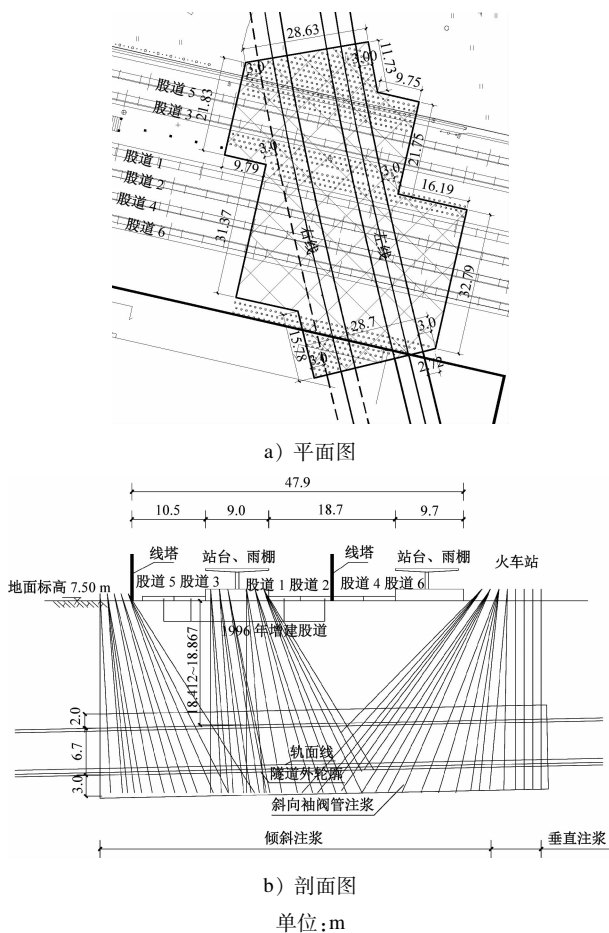 28.63
3.0
3.00
11.73
9.75
股道 5
股道 3
21.83
3.0
3.0
21.75
股道 1
股道 2
股道 4
股道 6
9.79
16.19
31.87
右线
左线
32.79
28.7
3.0
15.78
3.0
2.72
a）平面图
47.9
10.5 9.0 18.7 9.7
线塔 站台、雨棚 线塔 站台、雨棚 火车站
地面标高 7.50 m 股道 5 股道 3 股道 1 股道 2 股道 4 股道 6
1996 年增建股道
18.412~18.867
2.0
6.7
3.0
轨面线
隧道外轮廓
斜向袖阀管注浆
倾斜注浆 垂直注浆
b）剖面图
单位:m